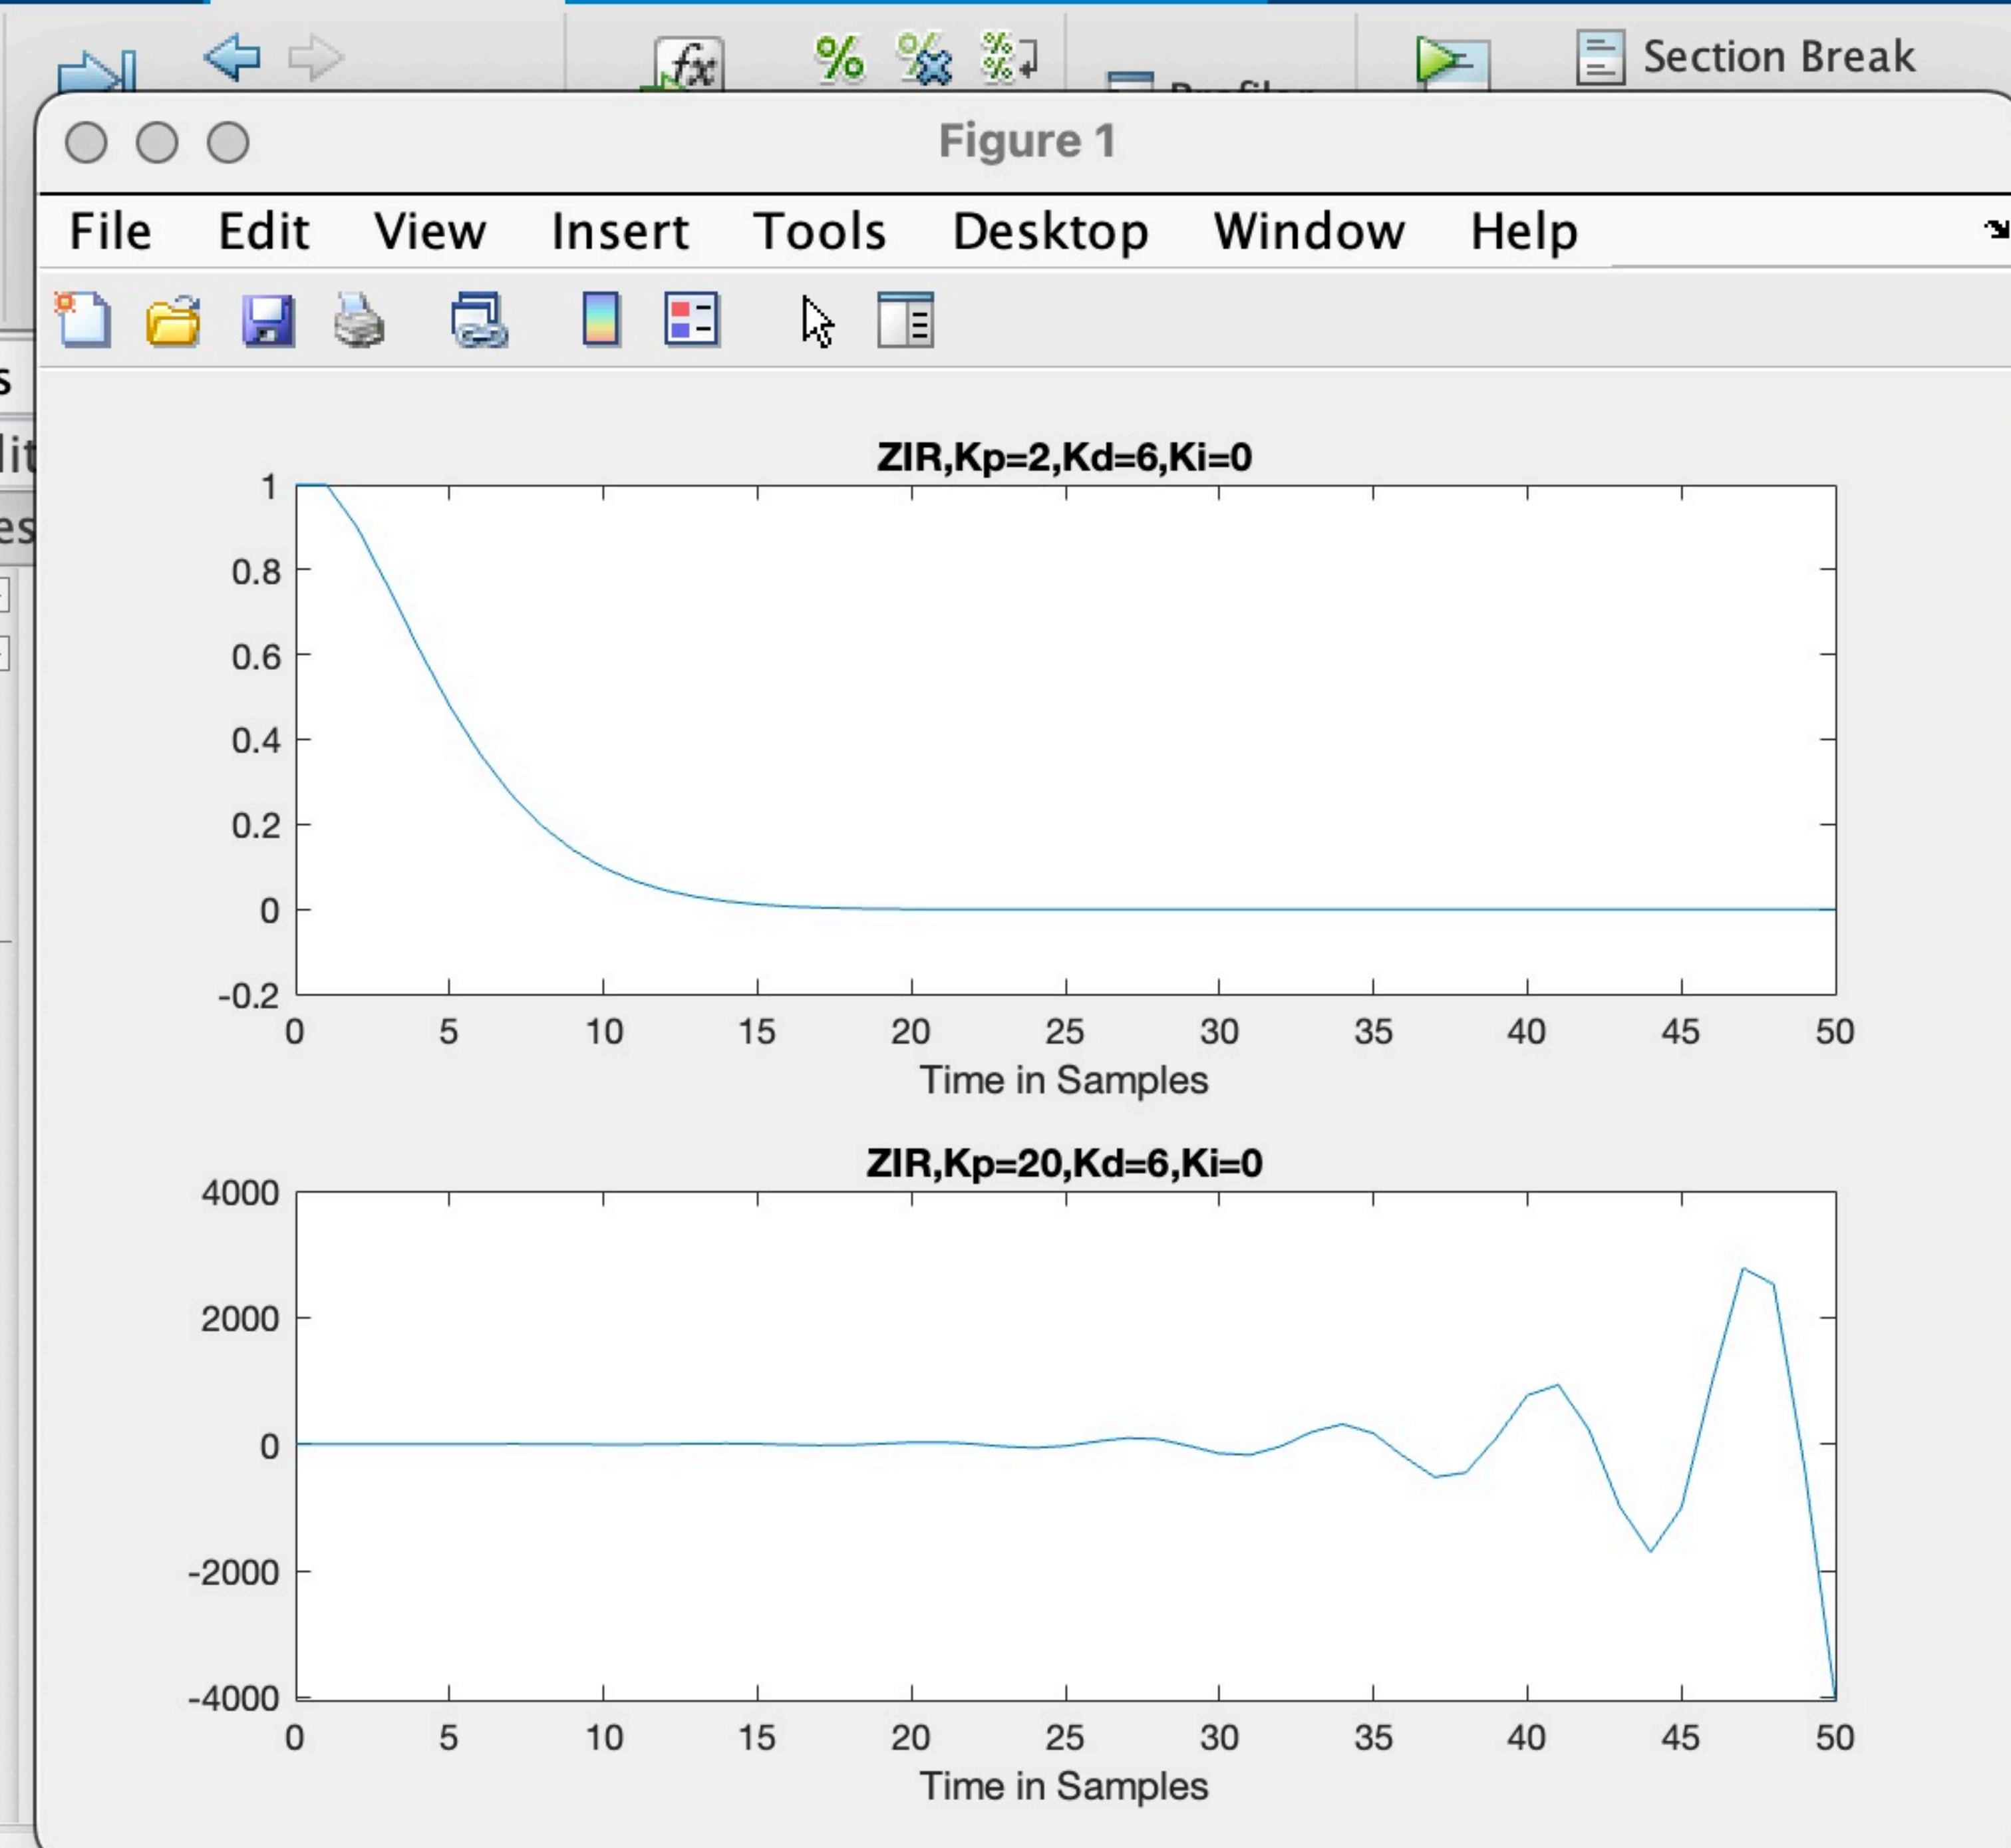 Section Break
Figure 1
File Edit View Insert Tools Desktop Window Help
ZIR,Kp=2,Kd=6,Ki=0
1
0.8
0.6
0.4
0.2
0
-0.2
0 5 10 15 20 25 30 35 40 45 50
Time in Samples
ZIR,Kp=20,Kd=6,Ki=0
4000
2000
0
-2000
-4000
0 5 10 15 20 25 30 35 40 45 50
Time in Samples